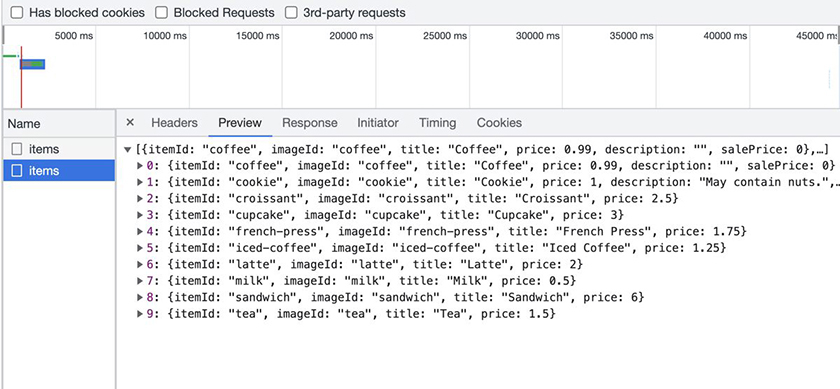 Has blocked cookies Blocked Requests 3rd-party requests
5000 ms 10000 ms 15000 ms 20000 ms 25000 ms 30000 ms 35000 ms 40000 ms 45000 ms
Name × Headers Preview Response Initiator Timing Cookies
items
items
[{itemId: "coffee", imageId: "coffee", title: "Coffee", price: 0.99, description: "", salePrice: 0},…]
0: {itemId: "coffee", imageId: "coffee", title: "Coffee", price: 0.99, description: "", salePrice: 0}
1: {itemId: "cookie", imageId: "cookie", title: "Cookie", price: 1, description: "May contain nuts.",…
2: {itemId: "croissant", imageId: "croissant", title: "Croissant", price: 2.5}
3: {itemId: "cupcake", imageId: "cupcake", title: "Cupcake", price: 3}
4: {itemId: "french-press", imageId: "french-press", title: "French Press", price: 1.75}
5: {itemId: "iced-coffee", imageId: "iced-coffee", title: "Iced Coffee", price: 1.25}
6: {itemId: "latte", imageId: "latte", title: "Latte", price: 2}
7: {itemId: "milk", imageId: "milk", title: "Milk", price: 0.5}
8: {itemId: "sandwich", imageId: "sandwich", title: "Sandwich", price: 6}
9: {itemId: "tea", imageId: "tea", title: "Tea", price: 1.5}